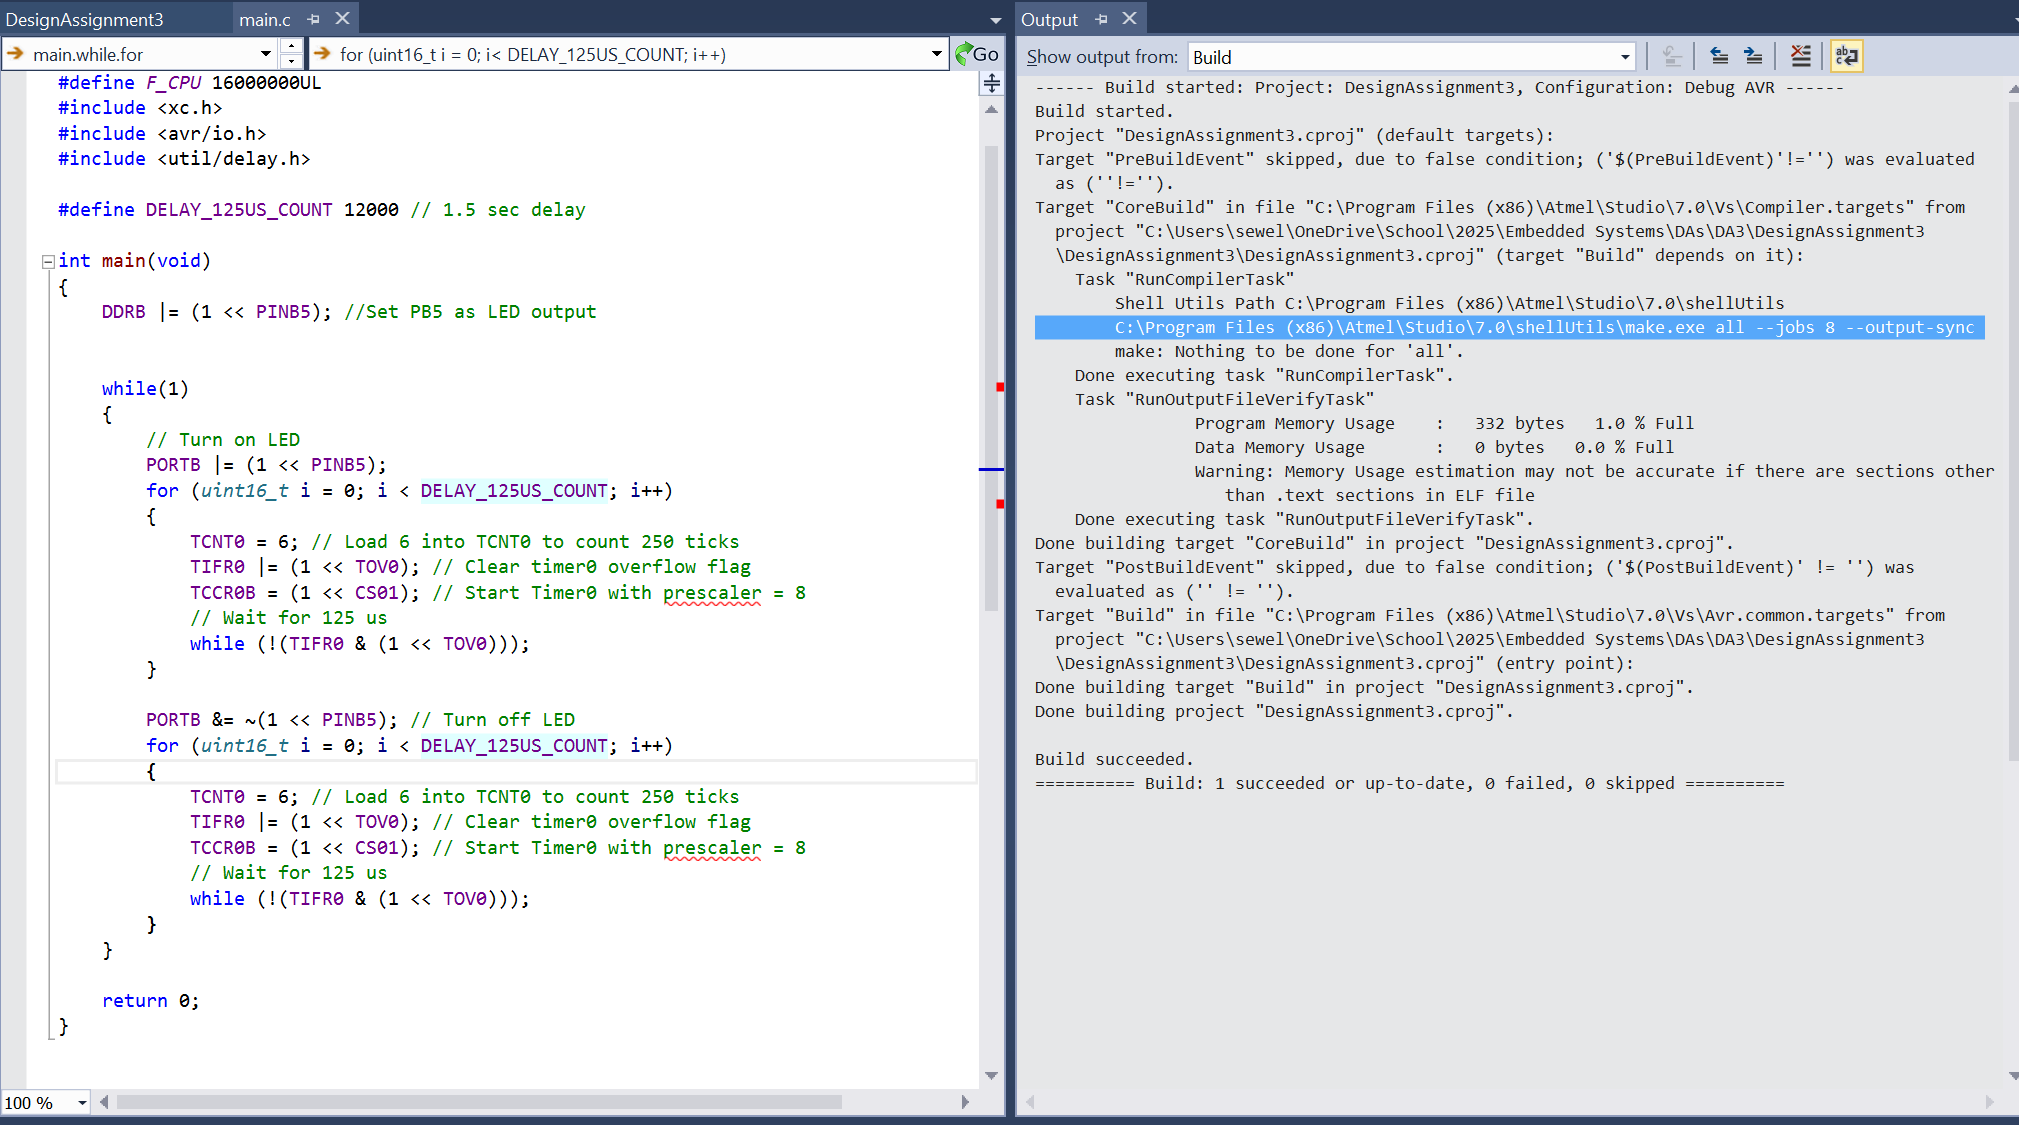 DesignAssignment3
main.c
main.while.for
for (uint16_t i = 0; i< DELAY_125US_COUNT; i++)
Go
#define F_CPU 16000000UL
#include <xc.h>
#include <avr/io.h>
#include <util/delay.h>
#define DELAY_125US_COUNT 12000 // 1.5 sec delay
int main(void)
{
DDRB |= (1 << PINB5); //Set PB5 as LED output
while(1)
{
// Turn on LED
PORTB |= (1 << PINB5);
for (uint16_t i = 0; i < DELAY_125US_COUNT; i++)
{
TCNT0 = 6; // Load 6 into TCNT0 to count 250 ticks
TIFR0 |= (1 << TOV0); // Clear timer0 overflow flag
TCCR0B = (1 << CS01); // Start Timer0 with prescaler = 8
// Wait for 125 us
while (!(TIFR0 & (1 << TOV0)));
}
PORTB &= ~(1 << PINB5); // Turn off LED
for (uint16_t i = 0; i < DELAY_125US_COUNT; i++)
{
TCNT0 = 6; // Load 6 into TCNT0 to count 250 ticks
TIFR0 |= (1 << TOV0); // Clear timer0 overflow flag
TCCR0B = (1 << CS01); // Start Timer0 with prescaler = 8
// Wait for 125 us
while (!(TIFR0 & (1 << TOV0)));
}
}
return 0;
}
100 %
Output
Show output from: Build
------ Build started: Project: DesignAssignment3, Configuration: Debug AVR ------
Build started.
Project "DesignAssignment3.cproj" (default targets):
Target "PreBuildEvent" skipped, due to false condition; ('$(PreBuildEvent)'!='') was evaluated
as (''!='').
Target "CoreBuild" in file "C:\Program Files (x86)\Atmel\Studio\7.0\Vs\Compiler.targets" from
project "C:\Users\sewel\OneDrive\School\2025\Embedded Systems\DAs\DA3\DesignAssignment3
\DesignAssignment3\DesignAssignment3.cproj" (target "Build" depends on it):
Task "RunCompilerTask"
Shell Utils Path C:\Program Files (x86)\Atmel\Studio\7.0\shellUtils
C:\Program Files (x86)\Atmel\Studio\7.0\shellUtils\make.exe all --jobs 8 --output-sync
make: Nothing to be done for 'all'.
Done executing task "RunCompilerTask".
Task "RunOutputFileVerifyTask"
Program Memory Usage : 332 bytes 1.0 % Full
Data Memory Usage : 0 bytes 0.0 % Full
Warning: Memory Usage estimation may not be accurate if there are sections other
than .text sections in ELF file
Done executing task "RunOutputFileVerifyTask".
Done building target "CoreBuild" in project "DesignAssignment3.cproj".
Target "PostBuildEvent" skipped, due to false condition; ('$(PostBuildEvent)' != '') was
evaluated as ('' != '').
Target "Build" in file "C:\Program Files (x86)\Atmel\Studio\7.0\Vs\Avr.common.targets" from
project "C:\Users\sewel\OneDrive\School\2025\Embedded Systems\DAs\DA3\DesignAssignment3
\DesignAssignment3\DesignAssignment3.cproj" (entry point):
Done building target "Build" in project "DesignAssignment3.cproj".
Done building project "DesignAssignment3.cproj".
Build succeeded.
========== Build: 1 succeeded or up-to-date, 0 failed, 0 skipped ==========